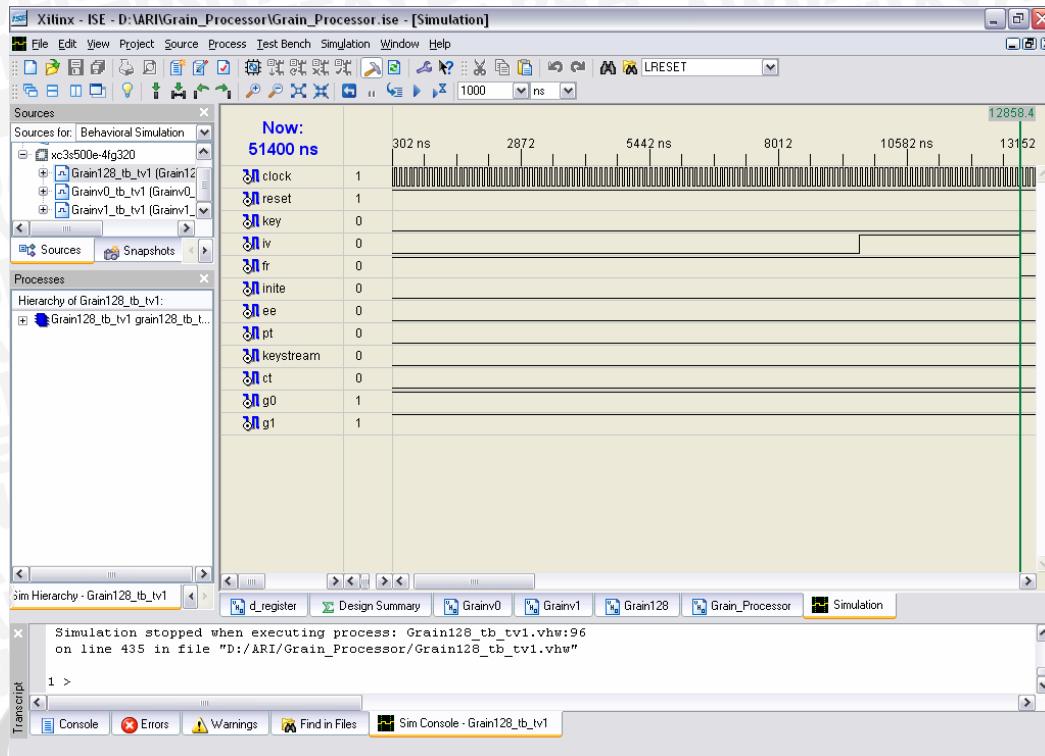 Xilinx - ISE - D:\ARI\Grain_Processor\Grain_Processor.ise - [Simulation]
File Edit View Project Source Process Test Bench Simulation Window Help
LRESET
1000 ns
Sources
Sources for: Behavioral Simulation
xc3s500e-4fg320
Grain128_tb_tv1 (Grain12
Grainv0_tb_tv1 (Grainv0_
Grainv1_tb_tv1 (Grainv1_
Sources Snapshots
Processes
Hierarchy of Grain128_tb_tv1:
Grain128_tb_tv1 grain128_tb_t...
Sim Hierarchy - Grain128_tb_tv1
12858.4
Now:
51400 ns
302 ns 2872 5442 ns 8012 10582 ns 13152
clock 1
reset 1
key 0
iv 0
fr 0
inite 0
ee 0
pt 0
keystream 0
ct 0
g0 1
g1 1
d_register Design Summary Grainv0 Grainv1 Grain128 Grain_Processor Simulation
Simulation stopped when executing process: Grain128_tb_tv1.vhw:96
on line 435 in file "D:/ARI/Grain_Processor/Grain128_tb_tv1.vhw"
1 >
Transcript
Console Errors Warnings Find in Files Sim Console - Grain128_tb_tv1